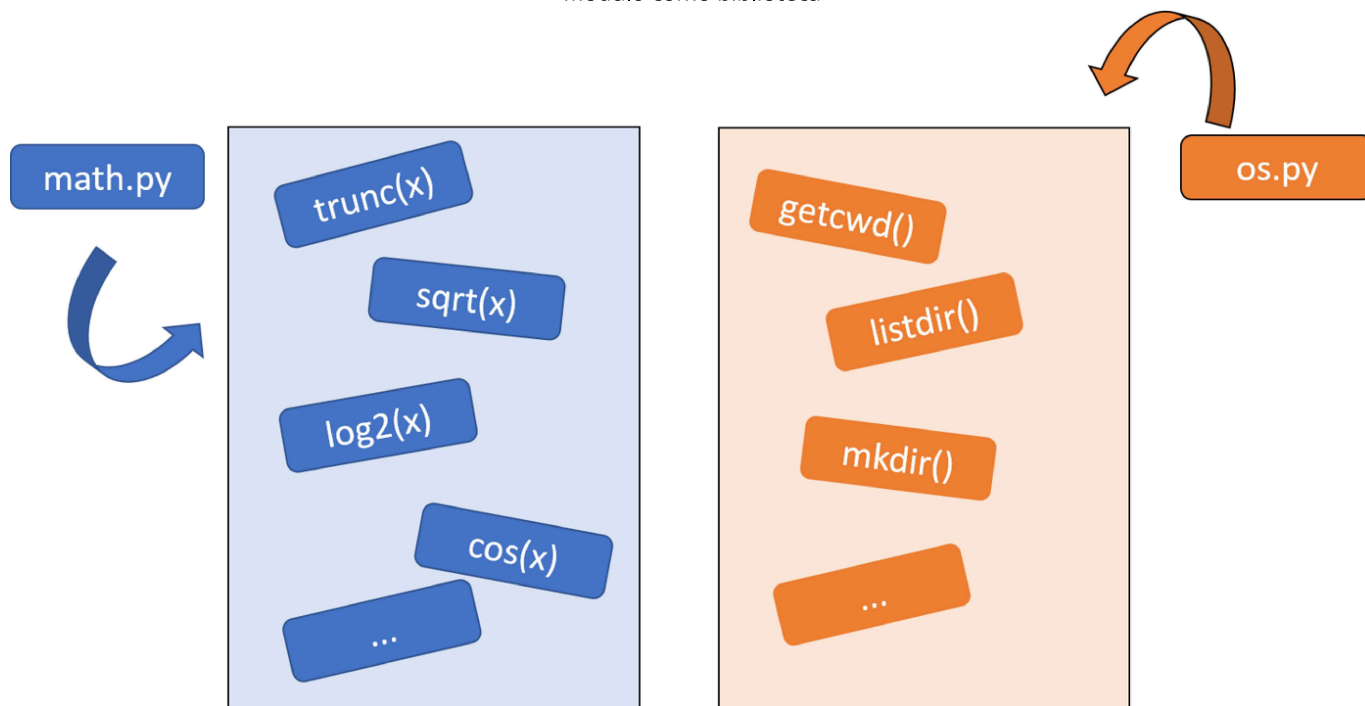 math.py
trunc(x)
sqrt(x)
log2(x)
cos(x)
...
os.py
getcwd()
listdir()
mkdir()
...